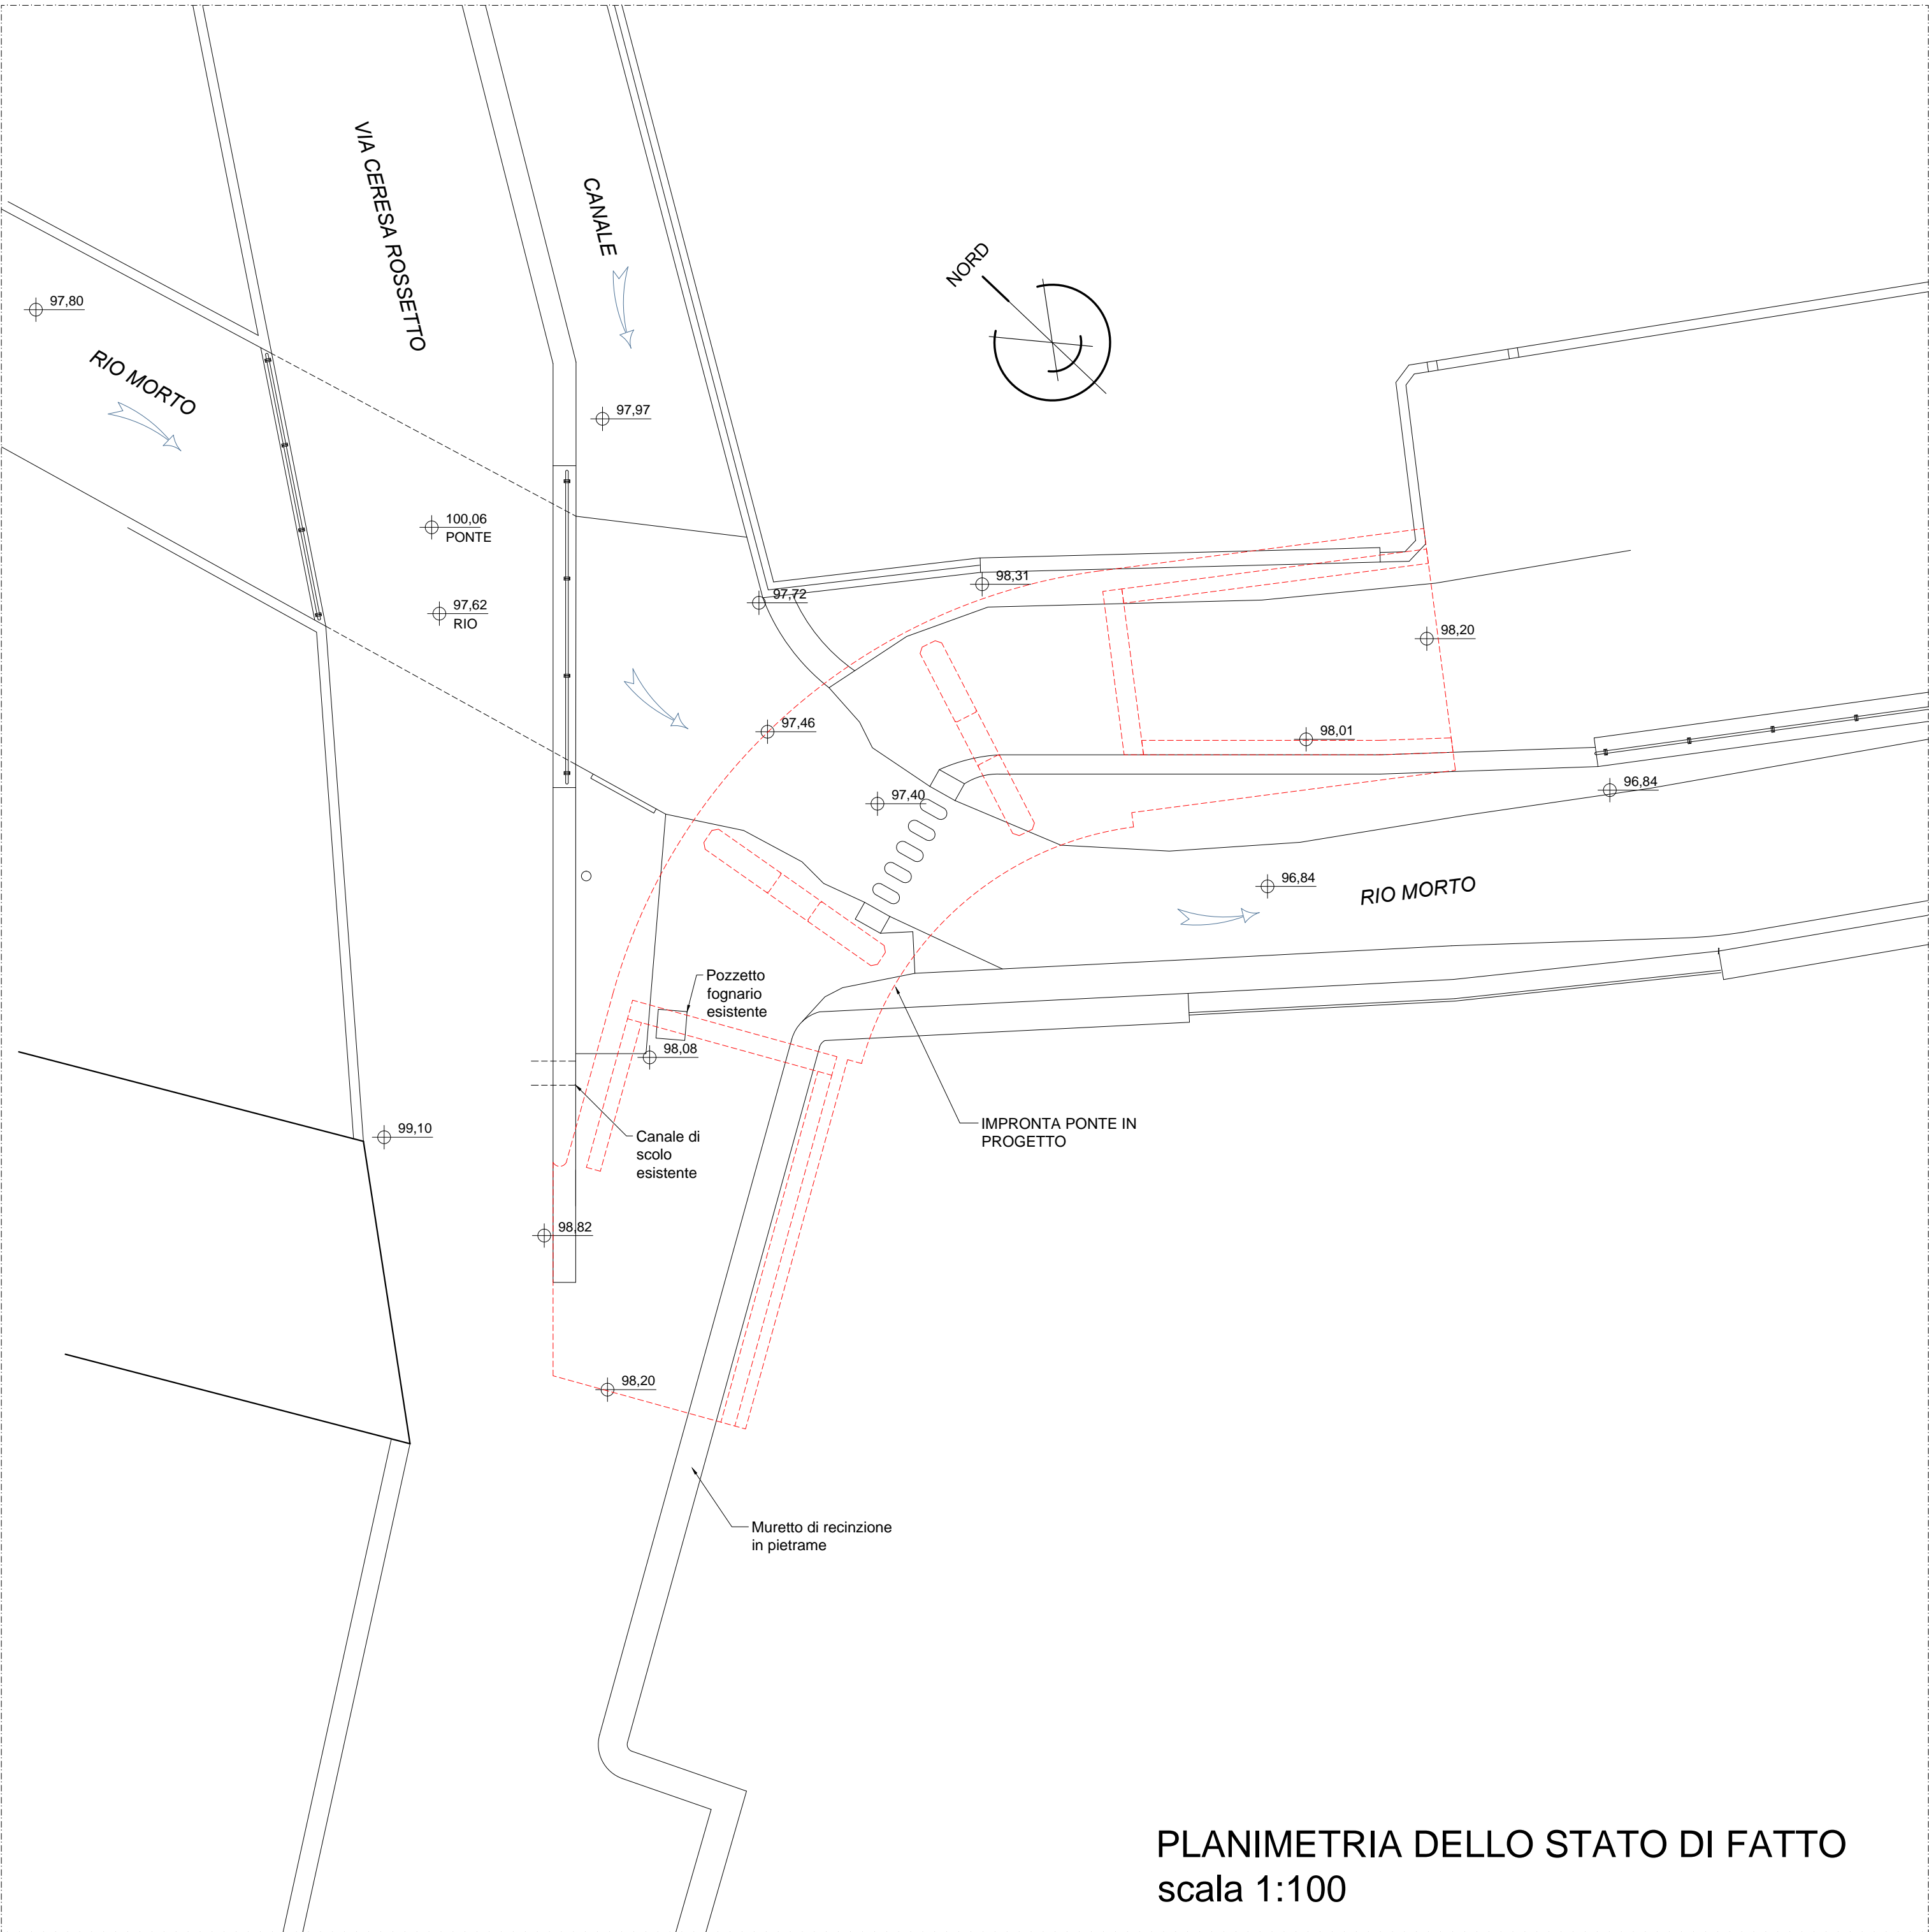 VIA CERESA ROSSETTO
CANALE
NORD
97,80
RIO MORTO
97,97
100,06
PONTE
97,62
RIO
97,72
98,31
98,20
97,46
98,01
97,40
96,84
96,84
RIO MORTO
Pozzetto
fognario
esistente
98,08
99,10
Canale di
scolo
esistente
IMPRONTA PONTE IN
PROGETTO
98,82
98,20
Muretto di recinzione
in pietrame
PLANIMETRIA DELLO STATO DI FATTO
scala 1:100